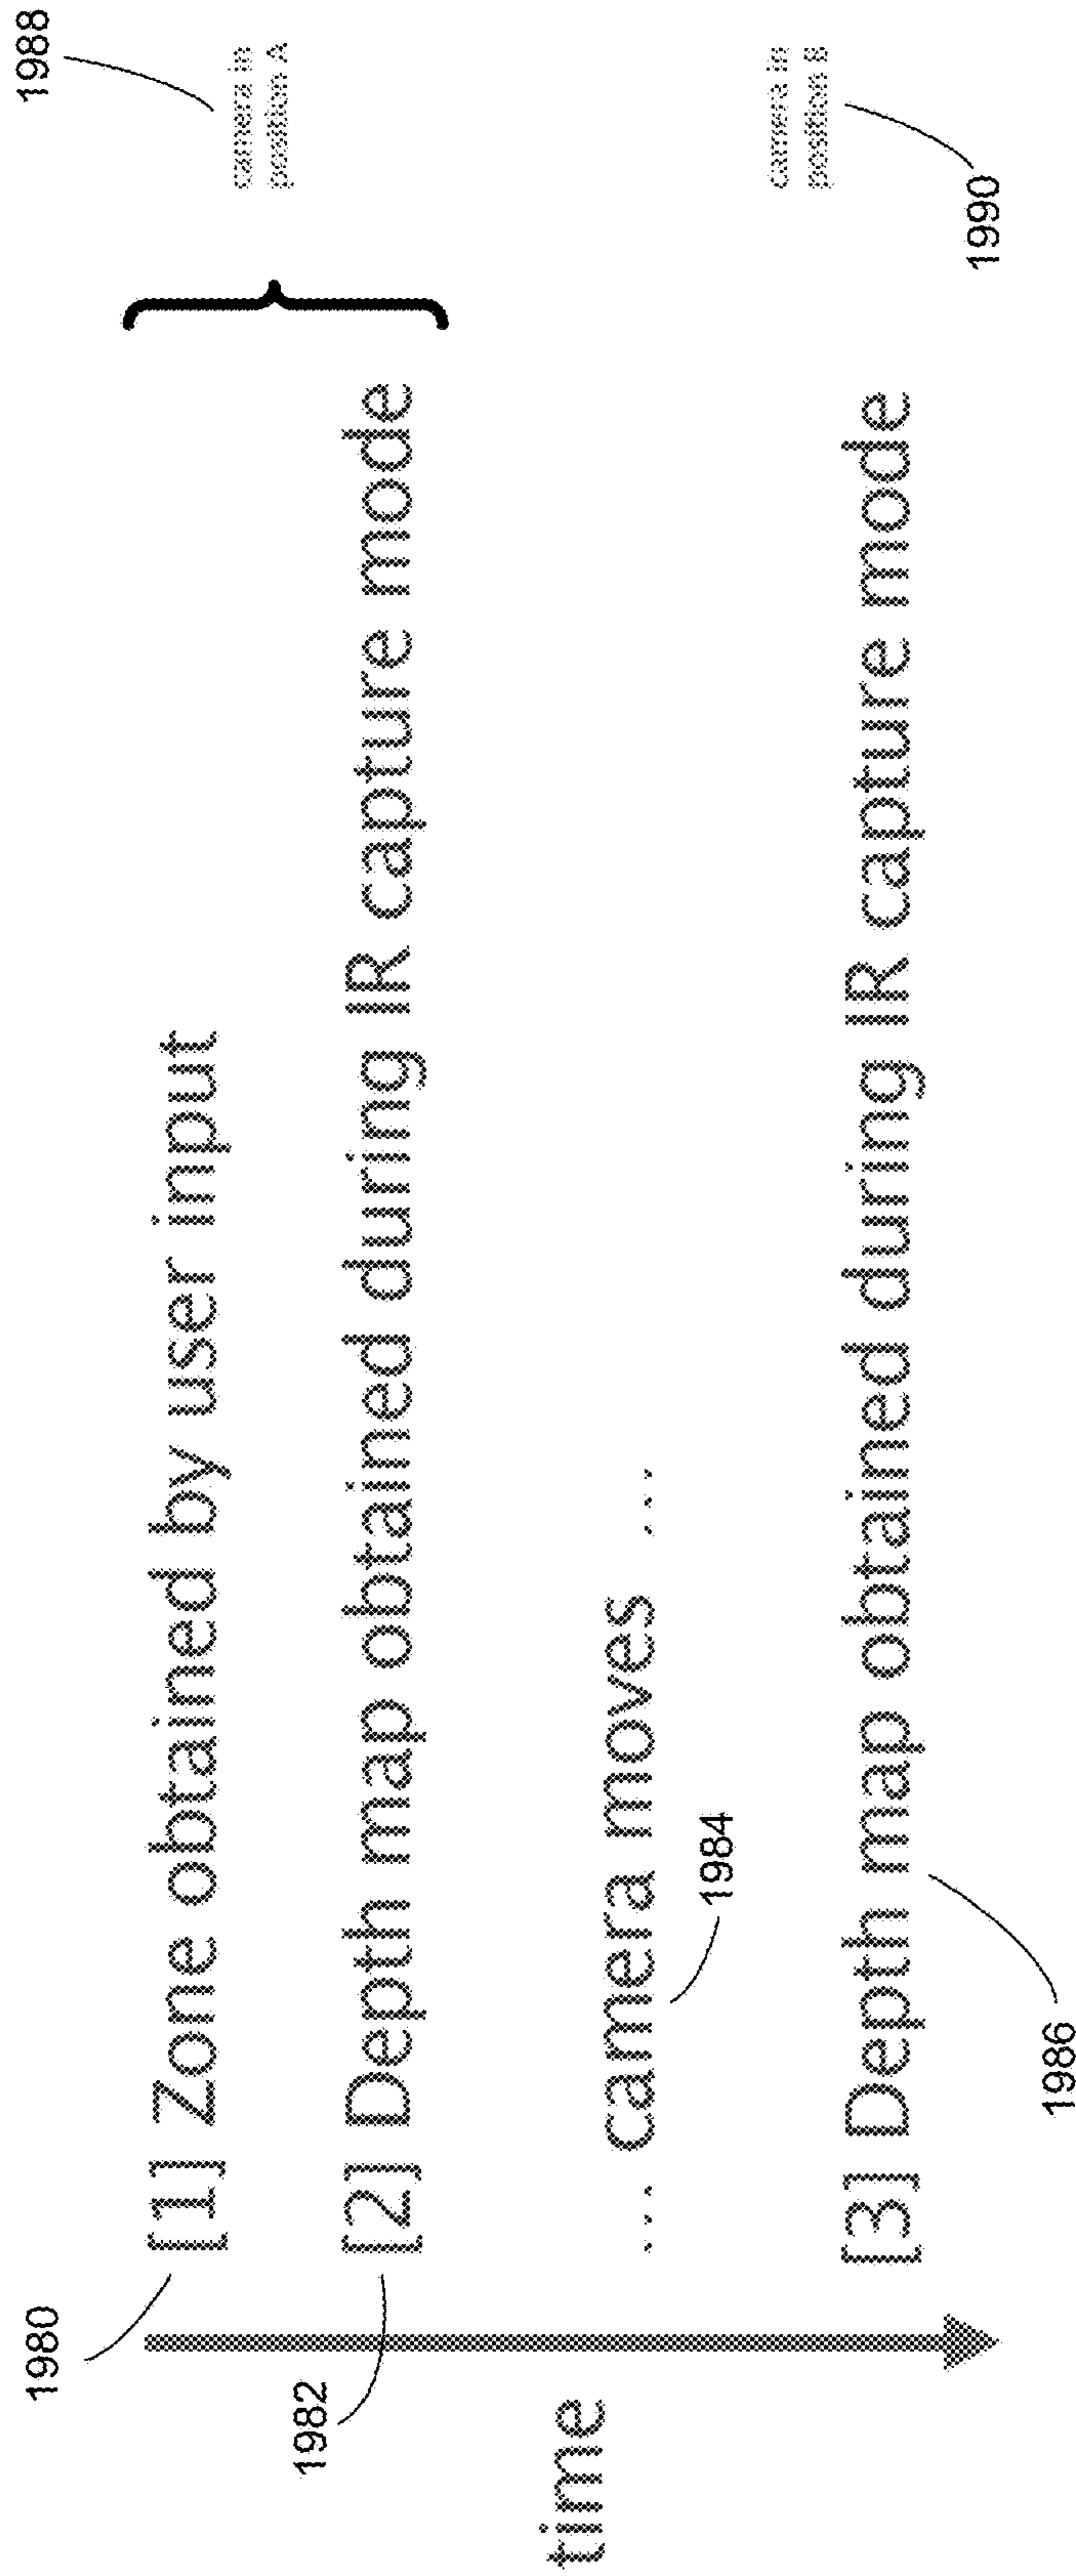 1988
1980
[1] Zone obtained by user input
camera in
position A
1982
[2] Depth map obtained during IR capture mode
time
... camera moves ...
1984
camera in
position B
[3] Depth map obtained during IR capture mode
1990
1986